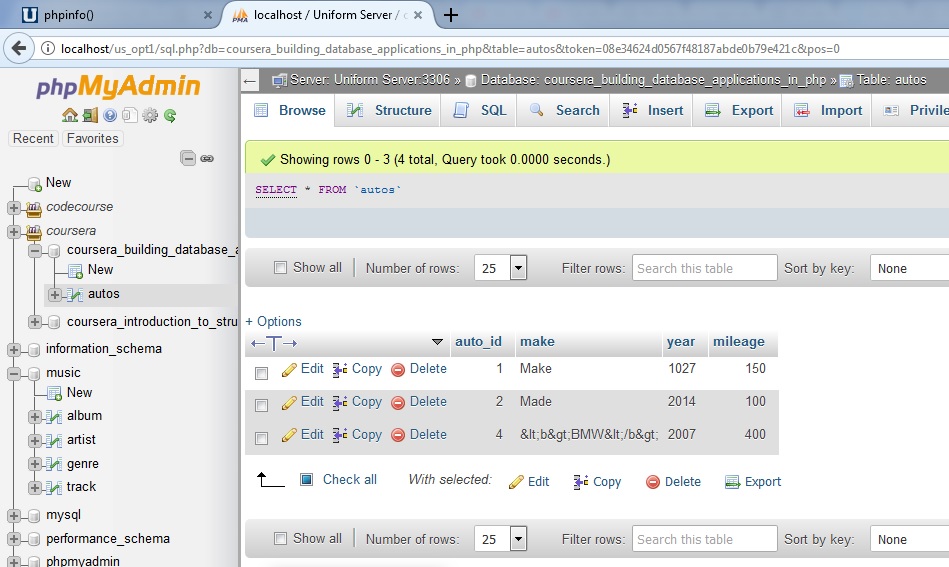 phpinfo()
localhost / Uniform Server / c
localhost/us_opt1/sql.php?db=coursera_building_database_applications_in_php&table=autos&token=08e34624d0567f48187abde0b79e421c&pos=0
phpMyAdmin
Recent Favorites
New
codecourse
coursera
coursera_building_database_a
New
autos
coursera_introduction_to_stru
information_schema
music
New
album
artist
genre
track
mysql
performance_schema
phpmyadmin
Server: Uniform Server:3306 » Database: coursera_building_database_applications_in_php » Table: autos
Browse Structure SQL Search Insert Export Import Privile
Showing rows 0 - 3 (4 total, Query took 0.0000 seconds.)
SELECT * FROM `autos`
Show all Number of rows: 25 Filter rows: Search this table Sort by key: None
+ Options
auto_id make year mileage
Edit Copy Delete 1 Make 1027 150
Edit Copy Delete 2 Made 2014 100
Edit Copy Delete 4 &lt;b&gt;BMW&lt;/b&gt; 2007 400
Check all With selected: Edit Copy Delete Export
Show all Number of rows: 25 Filter rows: Search this table Sort by key: None